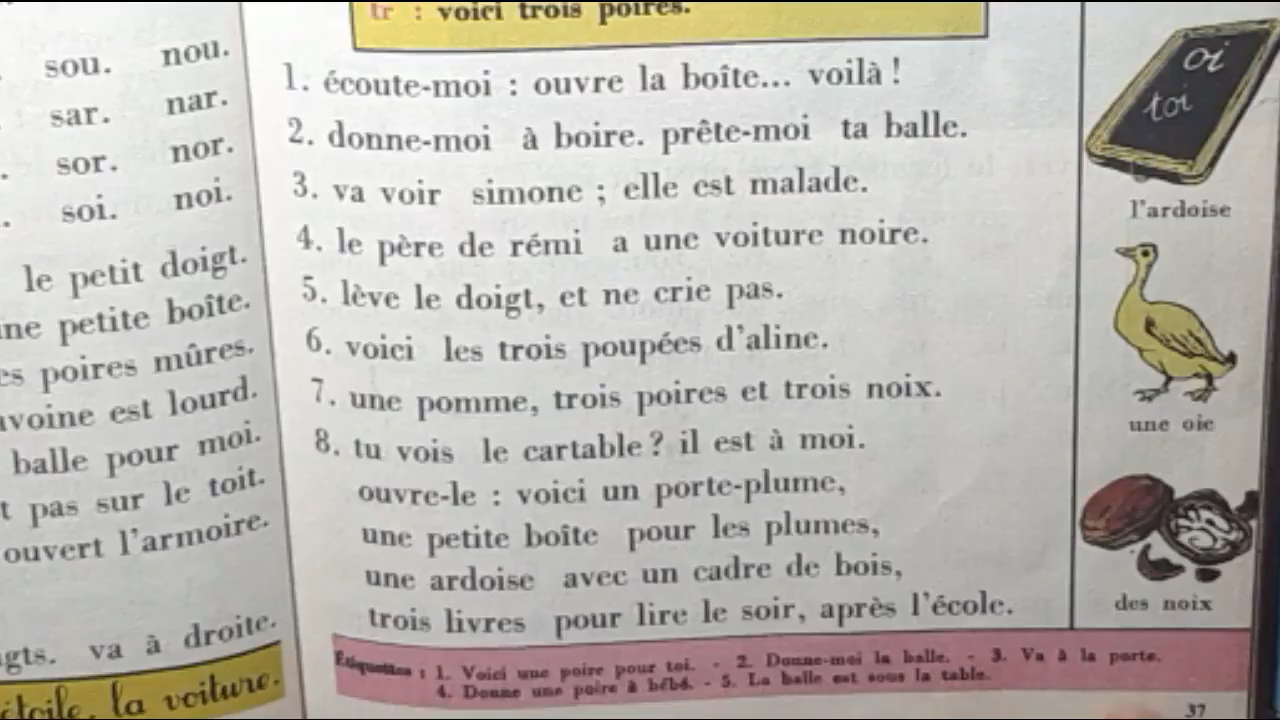 sou. nou.
sar. nar.
sor. nor.
soi. noi.
le petit doigt.
petite boîte.
poires mûres.
est lourd.
balle pour moi.
pas sur le toit.
ouvert l'armoire.
va à droite.
la voiture.
tr : voici trois poires.
1. écoute-moi : ouvre la boîte... voilà !
2. donne-moi à boire. prête-moi ta balle.
3. va voir simone ; elle est malade.
4. le père de rémi a une voiture noire.
5. lève le doigt, et ne crie pas.
6. voici les trois poupées d'aline.
7. une pomme, trois poires et trois noix.
8. tu vois le cartable ? il est à moi.
ouvre-le : voici un porte-plume,
une petite boîte pour les plumes,
une ardoise avec un cadre de bois,
trois livres pour lire le soir, après l'école.
Étiquettes : 1. Voici une poire pour toi. - 2. Donne-moi la balle. - 3. Va à la porte.
4. Donne une poire à bébé. - 5. La balle est sous la table.
37
oi
toi
l'ardoise
une oie
des noix